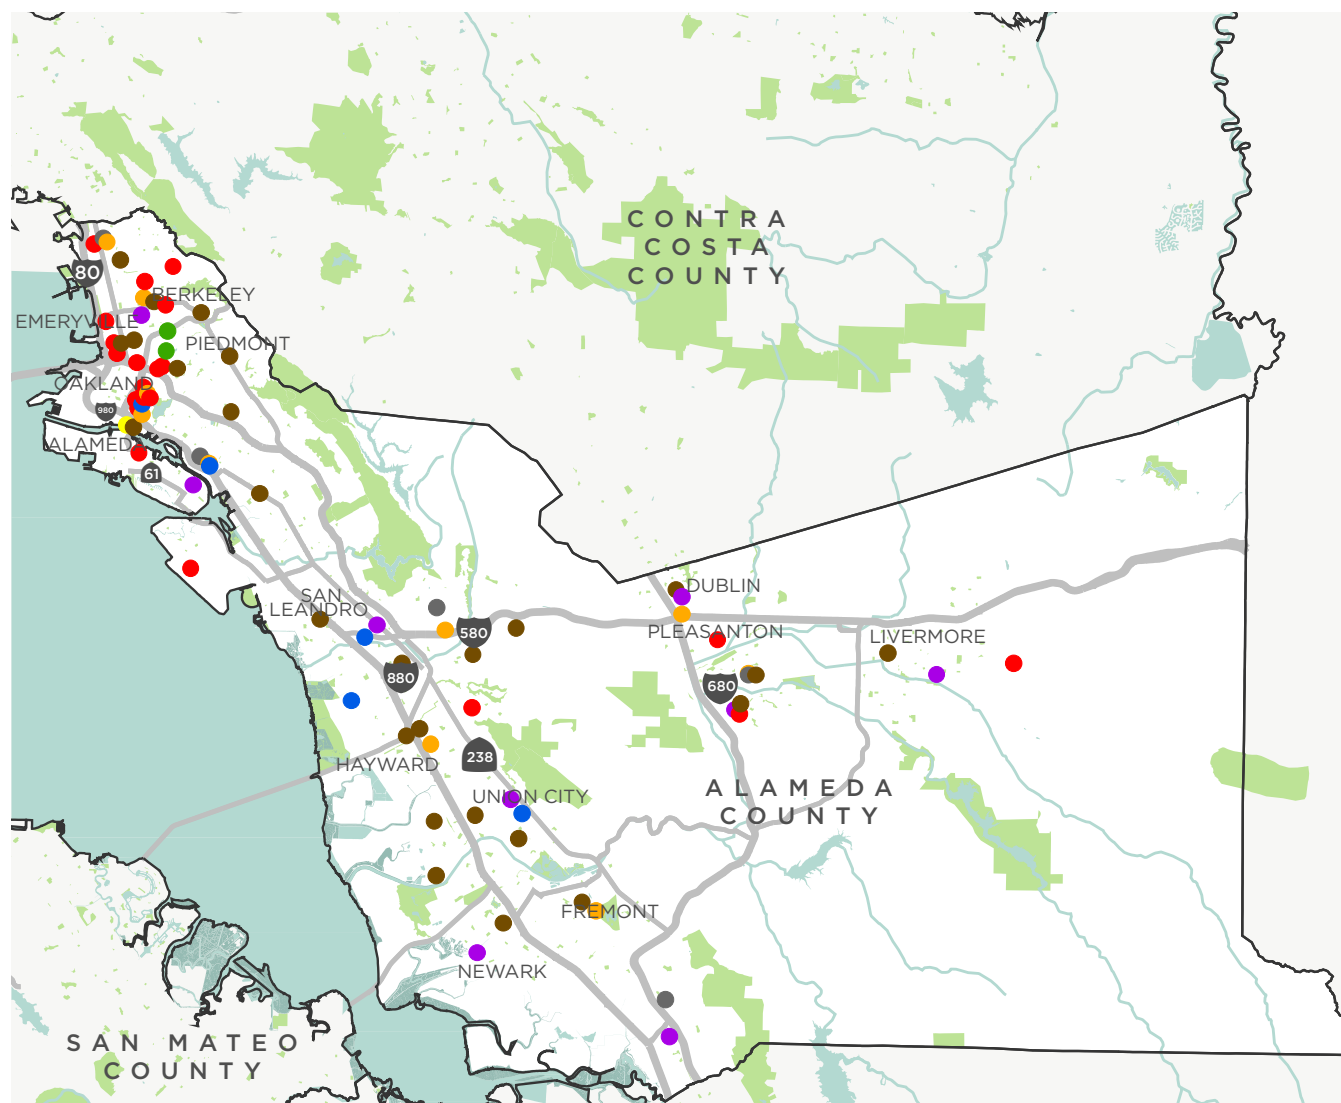 CONTRA
COSTA
COUNTY
80
BERKELEY
EMERYVILLE
PIEDMONT
OAKLAND
980
ALAMEDA
61
SAN
LEANDRO
580
DUBLIN
PLEASANTON
LIVERMORE
880
680
HAYWARD
238
UNION CITY
ALAMEDA
COUNTY
FREMONT
NEWARK
SAN MATEO
COUNTY